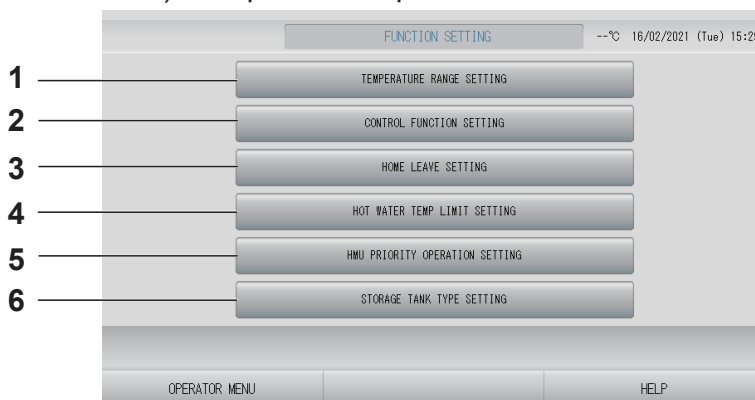 FUNCTION SETTING --℃ 16/02/2021 (Tue) 15:29
1 TEMPERATURE RANGE SETTING
2 CONTROL FUNCTION SETTING
3 HOME LEAVE SETTING
4 HOT WATER TEMP LIMIT SETTING
5 HMU PRIORITY OPERATION SETTING
6 STORAGE TANK TYPE SETTING
OPERATOR MENU HELP